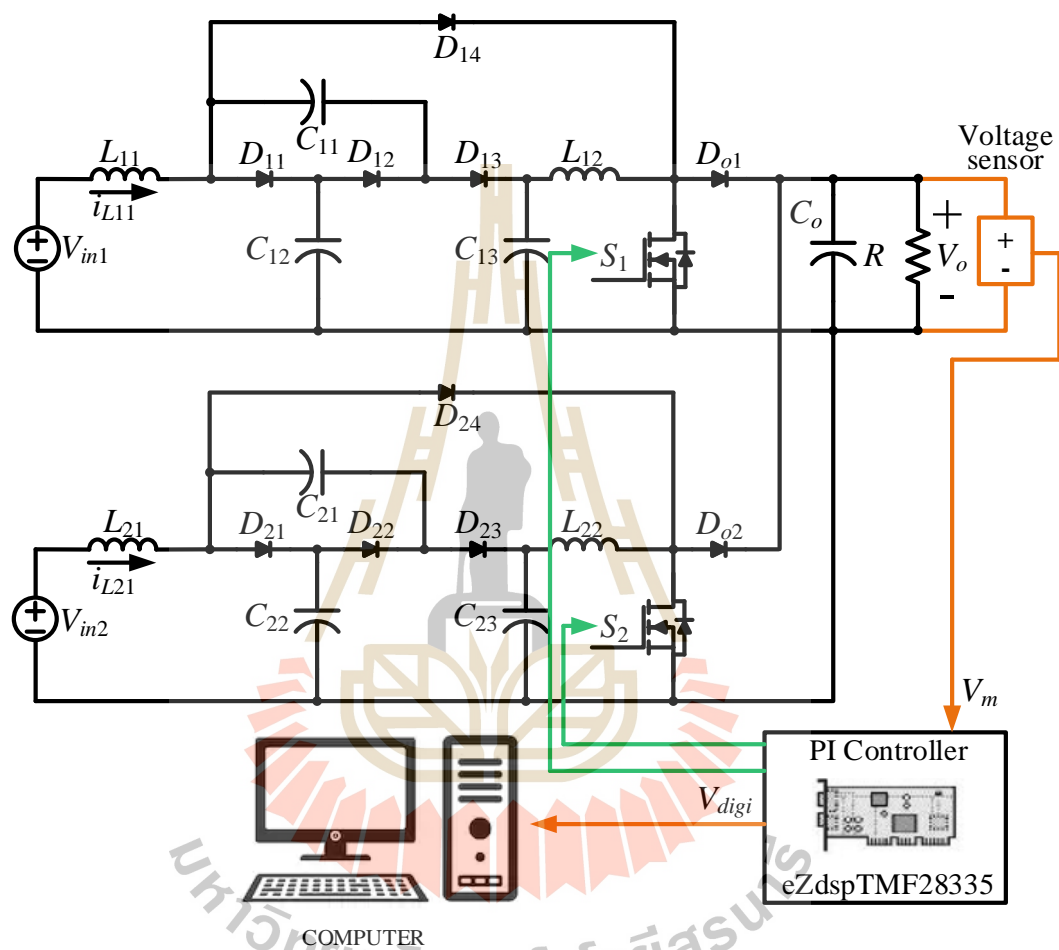 D14
C11
L11
D11
D12
D13
L12
Do1
Voltage
sensor
iL11
Vin1
+
-
C12
C13
S1
Co
R
+
Vo
-
+
-
D24
C21
L21
D21
D22
D23
L22
Do2
iL21
Vin2
+
-
C22
C23
S2
Vm
PI Controller
Vdigi
eZdspTMF28335
COMPUTER